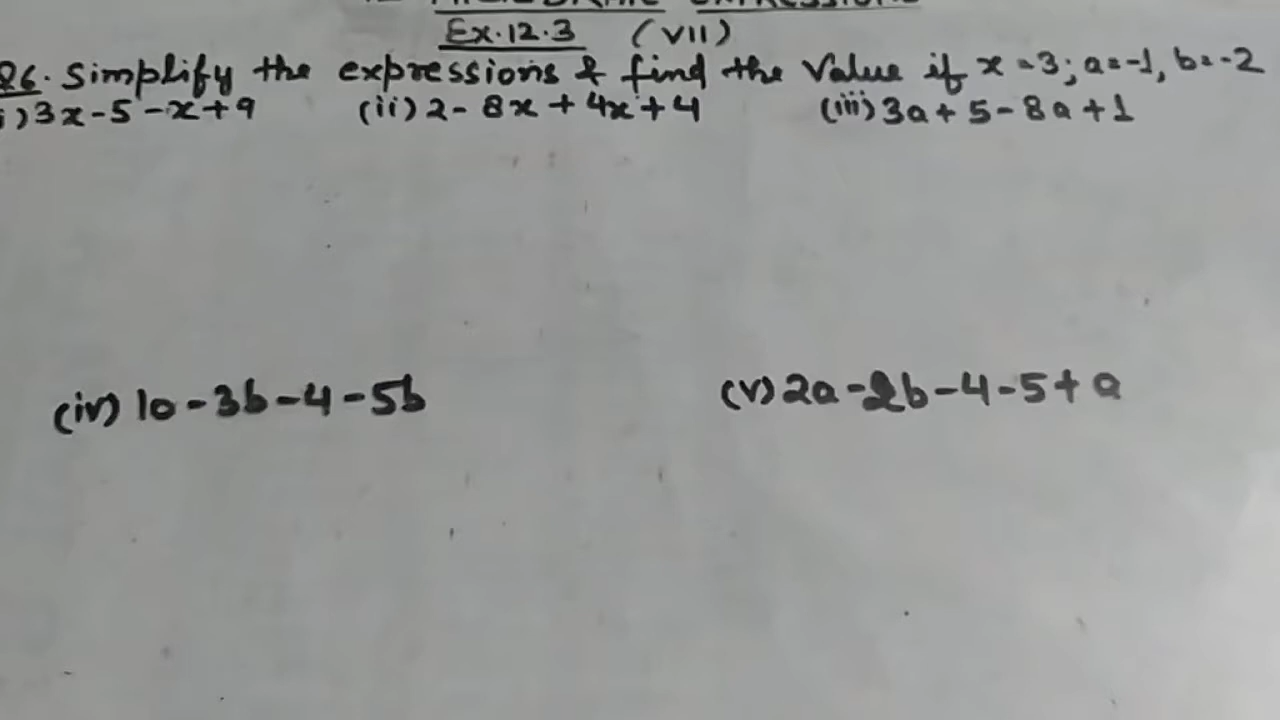 Ex.12.3 (VII)
Q6. Simplify the expressions & find the Value if x = 3; a = -1, b = -2
i) 3x - 5 - x + 9 (ii) 2 - 8x + 4x + 4 (iii) 3a + 5 - 8a + 1
(iv) 10 - 3b - 4 - 5b (v) 2a - 2b - 4 - 5 + a